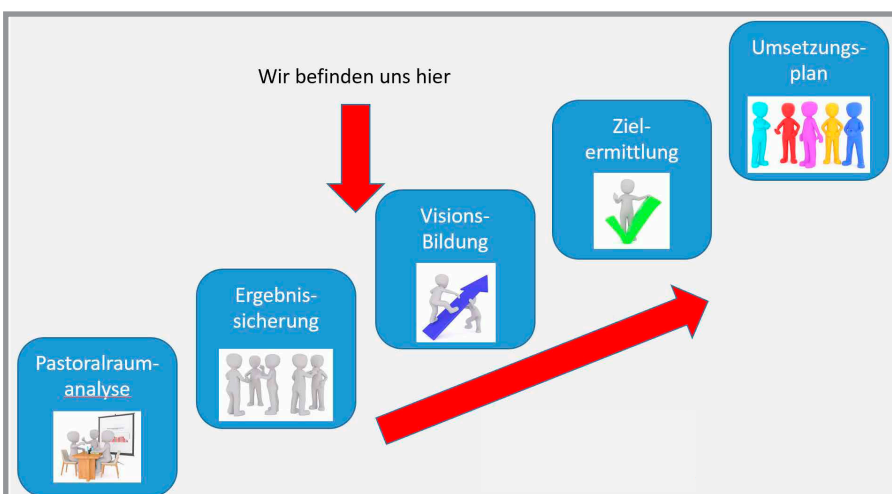 Wir befinden uns hier
Pastoralraum-
analyse
Ergebnis-
sicherung
Visions-
Bildung
Ziel-
ermittlung
Umsetzungs-
plan